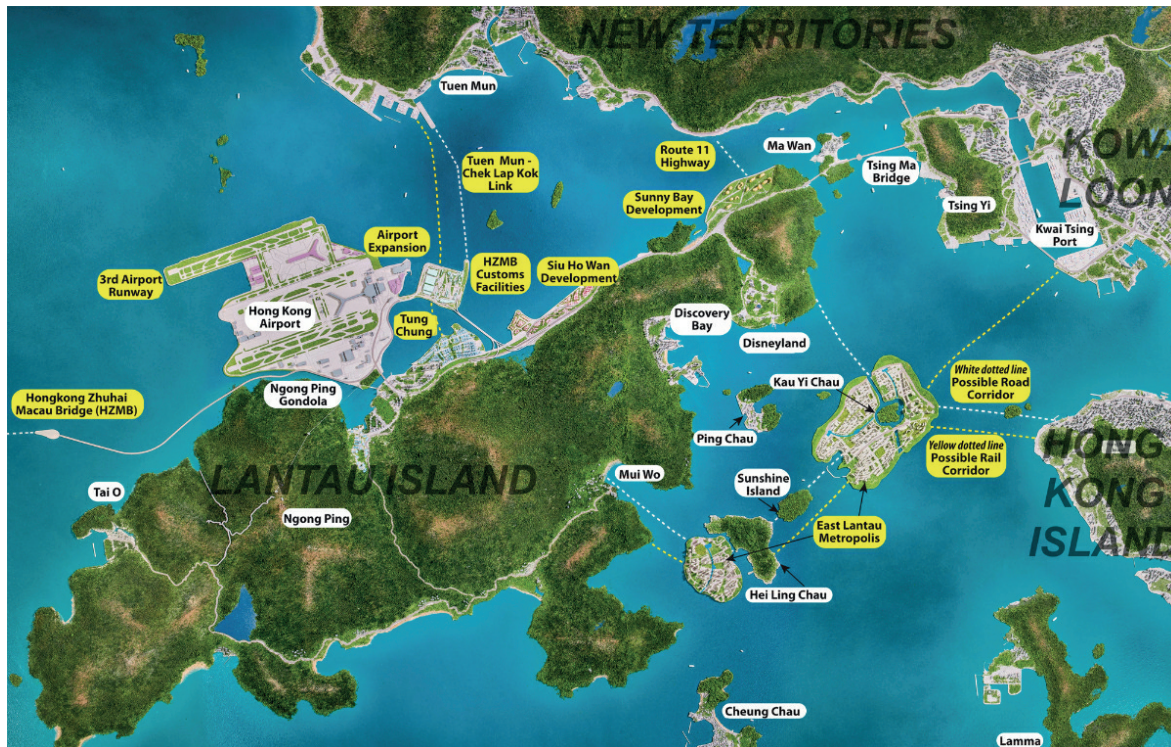 NEW TERRITORIES
Tuen Mun
KOW-
LOON
Tuen Mun -
Chek Lap Kok
Link
Route 11
Highway
Ma Wan
Tsing Ma
Bridge
Tsing Yi
Kwai Tsing
Port
Sunny Bay
Development
Airport
Expansion
HZMB
Customs
Facilities
Siu Ho Wan
Development
3rd Airport
Runway
Hong Kong
Airport
Tung
Chung
Discovery
Bay
Disneyland
Ngong Ping
Gondola
Hongkong Zhuhai
Macau Bridge (HZMB)
Kau Yi Chau
White dotted line
Possible Road
Corridor
Ping Chau
Yellow dotted line
Possible Rail
Corridor
HONG
KONG
ISLAND
LANTAU ISLAND
Mui Wo
Sunshine
Island
Tai O
Ngong Ping
East Lantau
Metropolis
Hei Ling Chau
Cheung Chau
Lamma